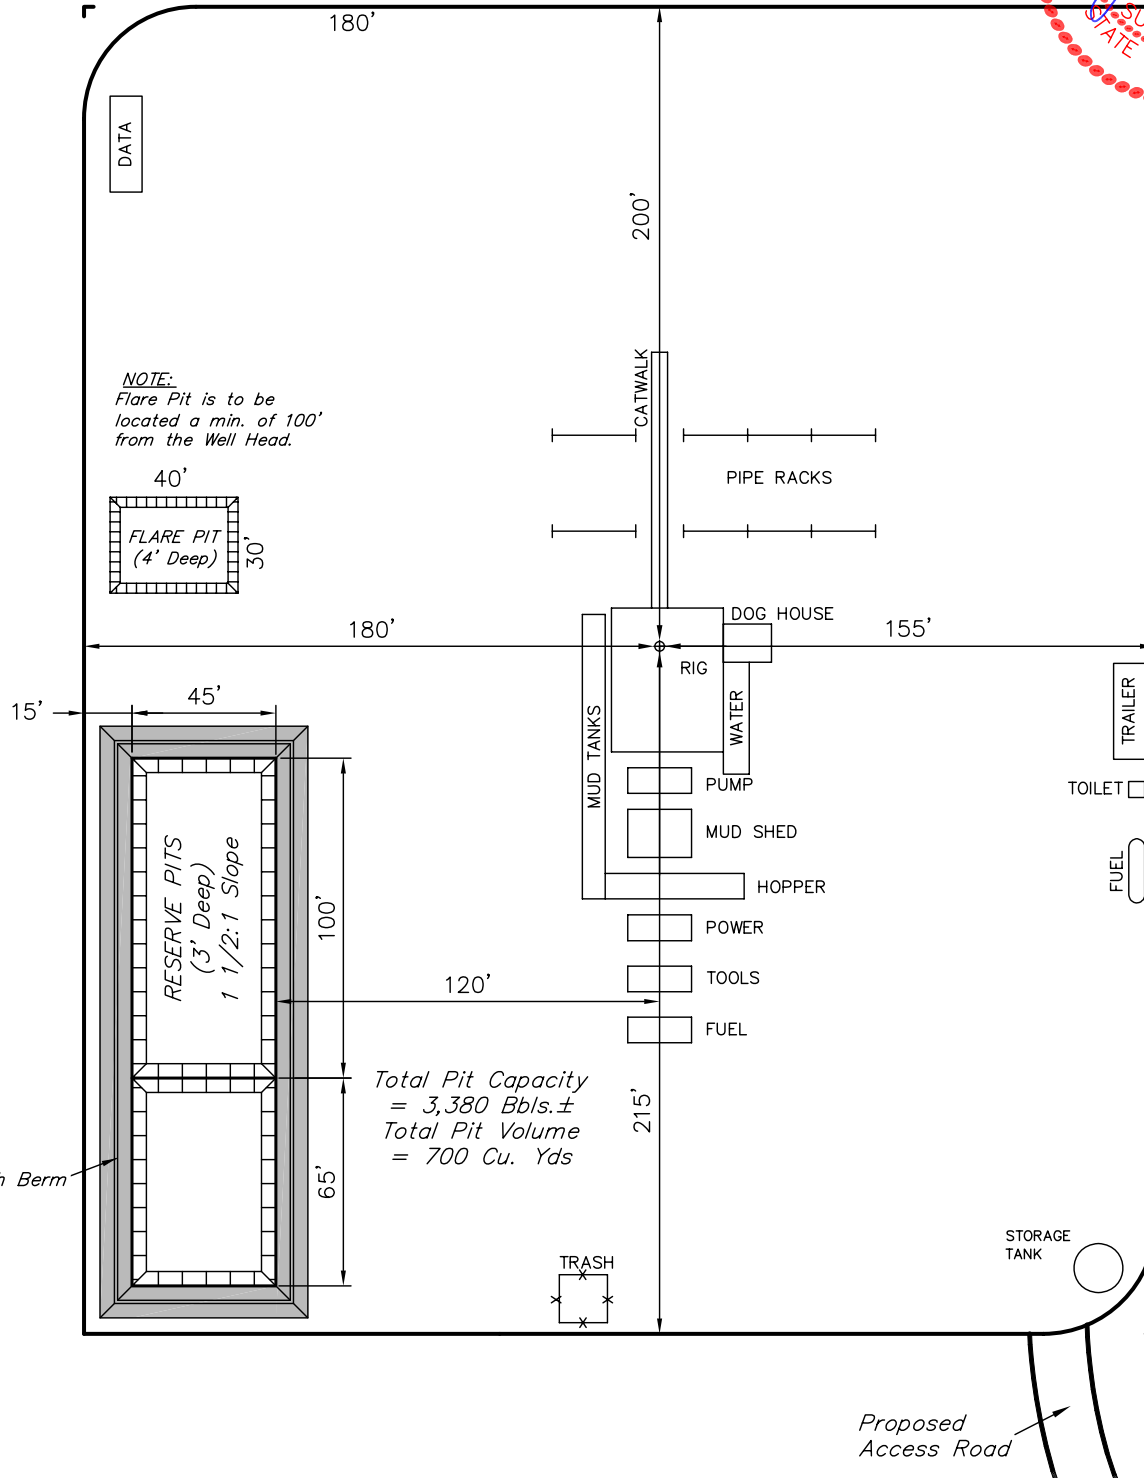 180'
SU
STATE
DATA
200'
CATWALK
NOTE:
Flare Pit is to be
located a min. of 100'
from the Well Head.
40'
FLARE PIT
(4' Deep)
30'
PIPE RACKS
DOG HOUSE
180'
155'
RIG
15'
45'
MUD TANKS
WATER
TRAILER
PUMP
TOILET
MUD SHED
FUEL
HOPPER
RESERVE PITS
(3' Deep)
1 1/2:1 Slope
100'
POWER
TOOLS
120'
FUEL
Total Pit Capacity
= 3,380 Bbls.±
Total Pit Volume
= 700 Cu. Yds
215'
65'
Berm
STORAGE
TANK
TRASH
Proposed
Access Road